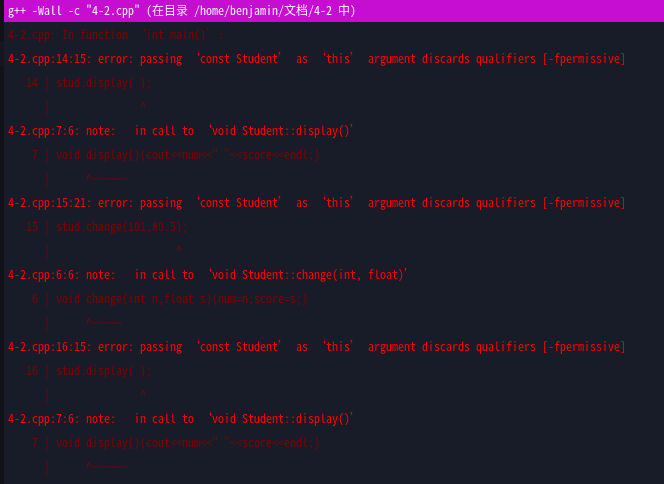 g++ -Wall -c "4-2.cpp" (在目录 /home/benjamin/文档/4-2 中)
4-2.cpp: In function ‘int main()’:
4-2.cpp:14:15: error: passing ‘const Student’ as ‘this’ argument discards qualifiers [-fpermissive]
14 | stud.display( );
| ^
4-2.cpp:7:6: note: in call to ‘void Student::display()’
7 | void display(){cout<<num<<" "<<score<<endl;}
| ^~~~~~~
4-2.cpp:15:21: error: passing ‘const Student’ as ‘this’ argument discards qualifiers [-fpermissive]
15 | stud.change(101,80.5);
| ^
4-2.cpp:6:6: note: in call to ‘void Student::change(int, float)’
6 | void change(int n,float s){num=n;score=s;}
| ^~~~~~
4-2.cpp:16:15: error: passing ‘const Student’ as ‘this’ argument discards qualifiers [-fpermissive]
16 | stud.display( );
| ^
4-2.cpp:7:6: note: in call to ‘void Student::display()’
7 | void display(){cout<<num<<" "<<score<<endl;}
| ^~~~~~~